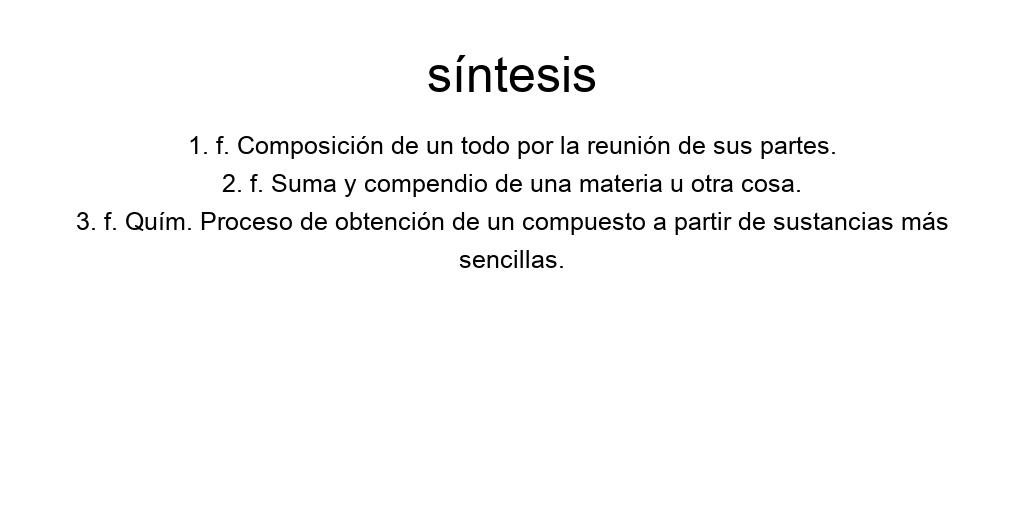 síntesis
1. f. Composición de un todo por la reunión de sus partes.
2. f. Suma y compendio de una materia u otra cosa.
3. f. Quím. Proceso de obtención de un compuesto a partir de sustancias más
sencillas.